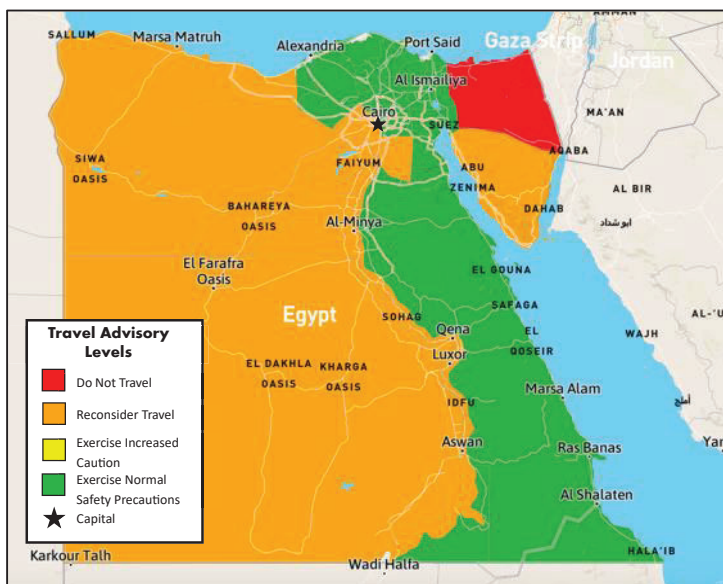 AMMAN
SALLUM
Marsa Matruh
Alexandria
Port Said
Gaza Strip
Jordan
Al Ismailiya
MA'AN
Cairo
SUEZ
AQABA
SIWA
OASIS
FAIYUM
ABU
ZENIMA
AL BIR
BAHAREYA
OASIS
DAHAB
ابو شداد
Al-Minya
El Farafra
Oasis
EL GOUNA
SAFAGA
Egypt
SOHAG
EL
QOSEIR
WAJH
AL-'U
Qena
Luxor
EL DAKHLA
OASIS
KHARGA
OASIS
IDFU
Marsa Alam
أملج
Aswan
Ras Banas
Yan
Al Shalaten
HALA'IB
Karkour Talh
Wadi Halfa
Travel Advisory
Levels
Do Not Travel
Reconsider Travel
Exercise Increased
Caution
Exercise Normal
Safety Precautions
Capital